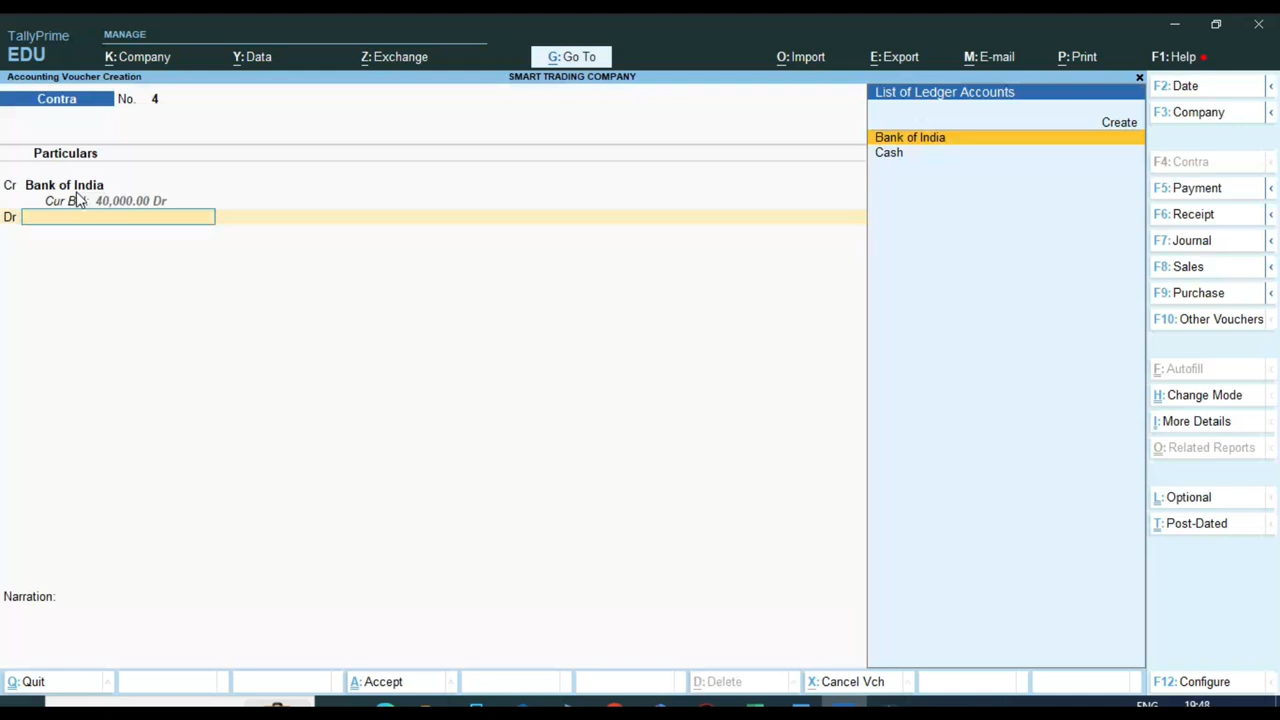 TallyPrime
EDU
MANAGE
K: Company
Y: Data
Z: Exchange
G: Go To
O: Import
E: Export
M: E-mail
P: Print
F1: Help
Accounting Voucher Creation
SMART TRADING COMPANY
Contra
No. 4
Particulars
Cr Bank of India
Cur 40,000.00 Dr
Dr
Narration:
List of Ledger Accounts
Create
Bank of India
Cash
F2: Date
F3: Company
F4: Contra
F5: Payment
F6: Receipt
F7: Journal
F8: Sales
F9: Purchase
F10: Other Vouchers
F: Autofill
H: Change Mode
I: More Details
O: Related Reports
L: Optional
T: Post-Dated
Q: Quit
A: Accept
D: Delete
X: Cancel Vch
F12: Configure
ENG
19:48